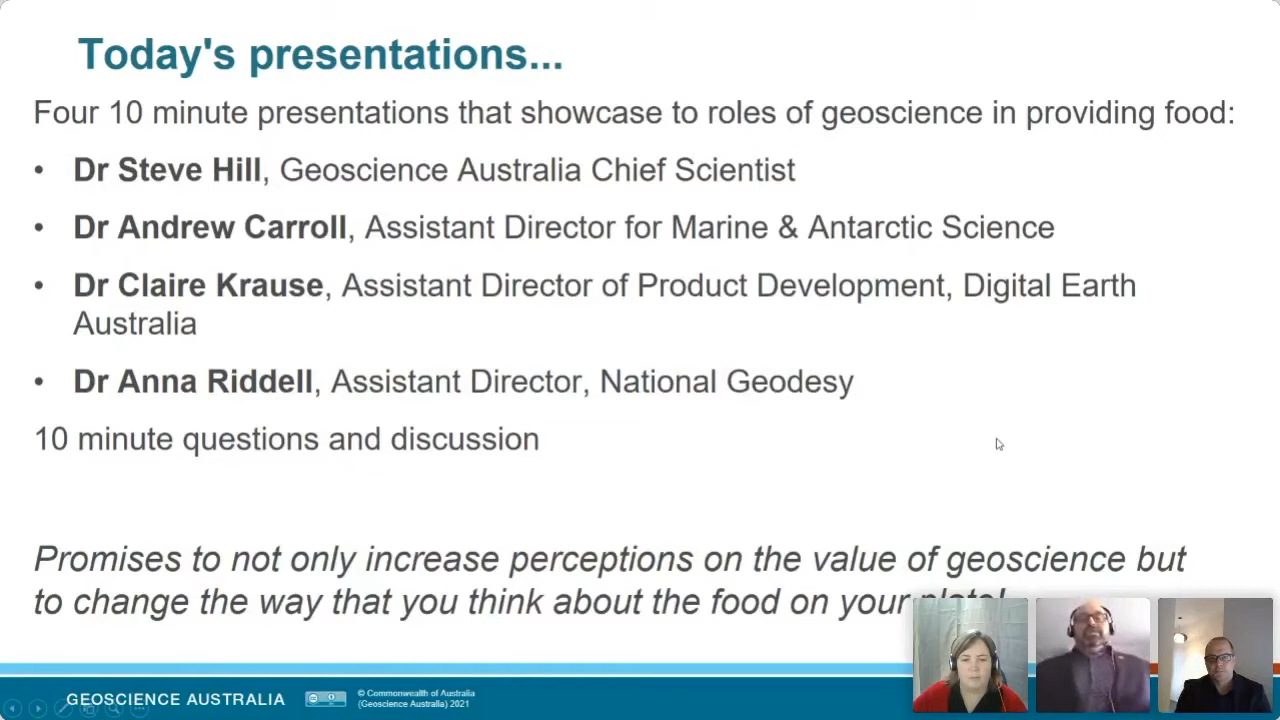 Today's presentations...
Four 10 minute presentations that showcase to roles of geoscience in providing food:
• Dr Steve Hill, Geoscience Australia Chief Scientist
• Dr Andrew Carroll, Assistant Director for Marine & Antarctic Science
• Dr Claire Krause, Assistant Director of Product Development, Digital Earth
Australia
• Dr Anna Riddell, Assistant Director, National Geodesy
10 minute questions and discussion
Promises to not only increase perceptions on the value of geoscience but
to change the way that you think about the food on your plate!
GEOSCIENCE AUSTRALIA
© Commonwealth of Australia
(Geoscience Australia) 2021